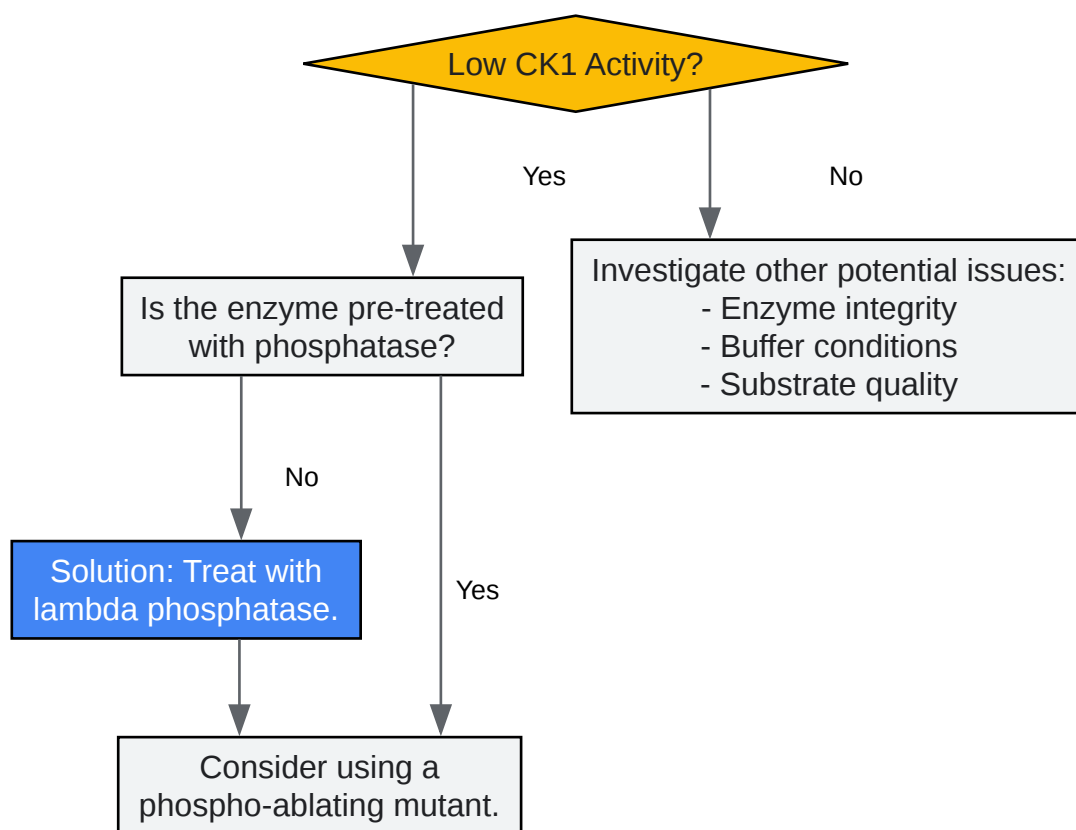 Low CK1 Activity?
Yes
No
Investigate other potential issues:
- Enzyme integrity
- Buffer conditions
- Substrate quality
Is the enzyme pre-treated
with phosphatase?
No
Yes
Solution: Treat with
lambda phosphatase.
Consider using a
phospho-ablating mutant.